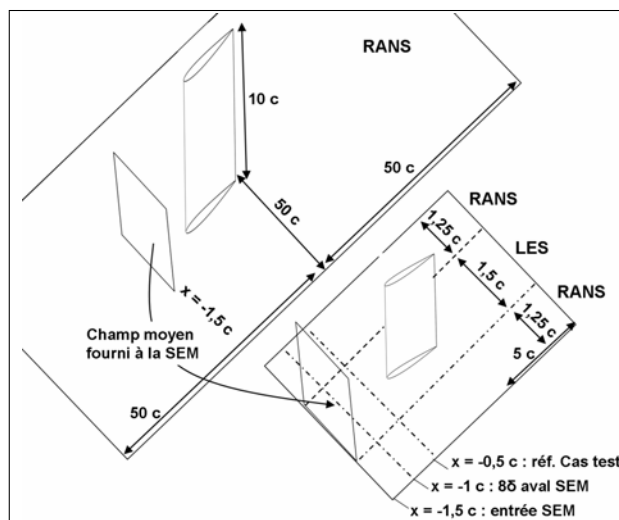 RANS
10 c
50 c
50 c
x = -1,5 c
Champ moyen
fourni à la SEM
50 c
RANS
1,25 c
LES
1,5 c
RANS
1,25 c
5 c
x = -0,5 c : réf. Cas test
x = -1 c : 8δ aval SEM
x = -1,5 c : entrée SEM